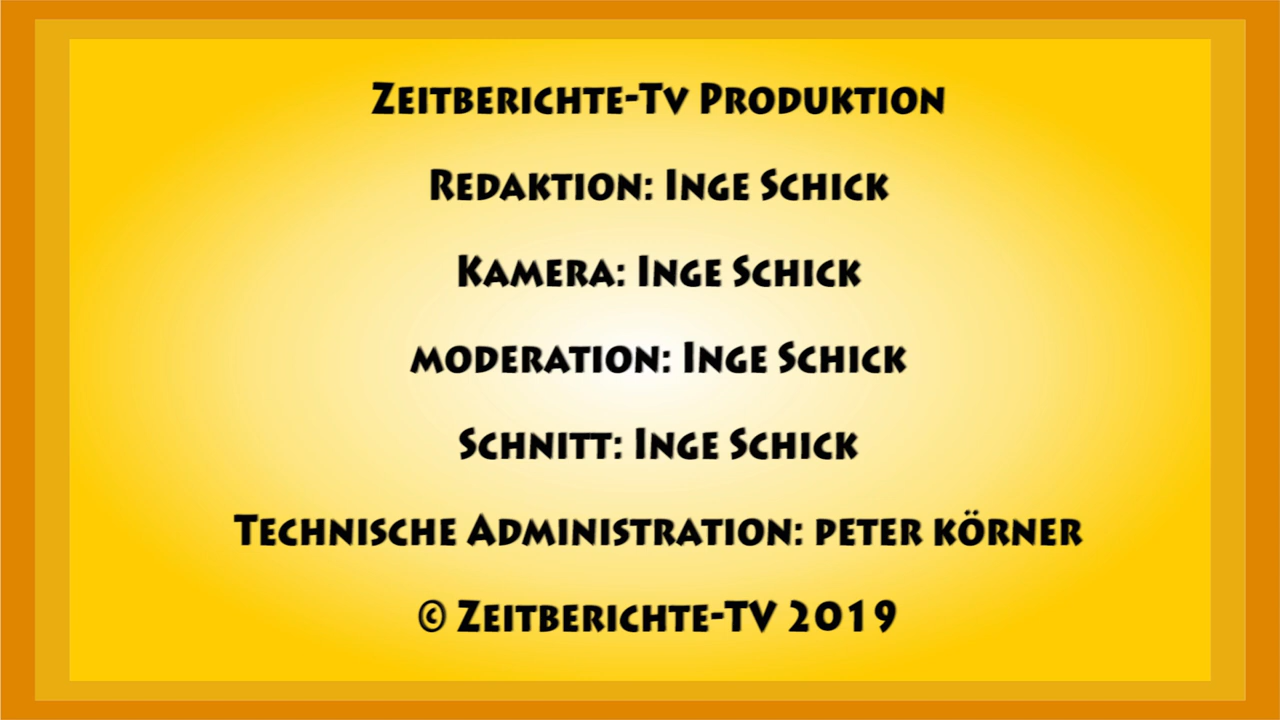 Zeitberichte-Tv Produktion
Redaktion: Inge Schick
Kamera: Inge Schick
moderation: Inge Schick
Schnitt: Inge Schick
Technische Administration: peter körner
© Zeitberichte-TV 2019